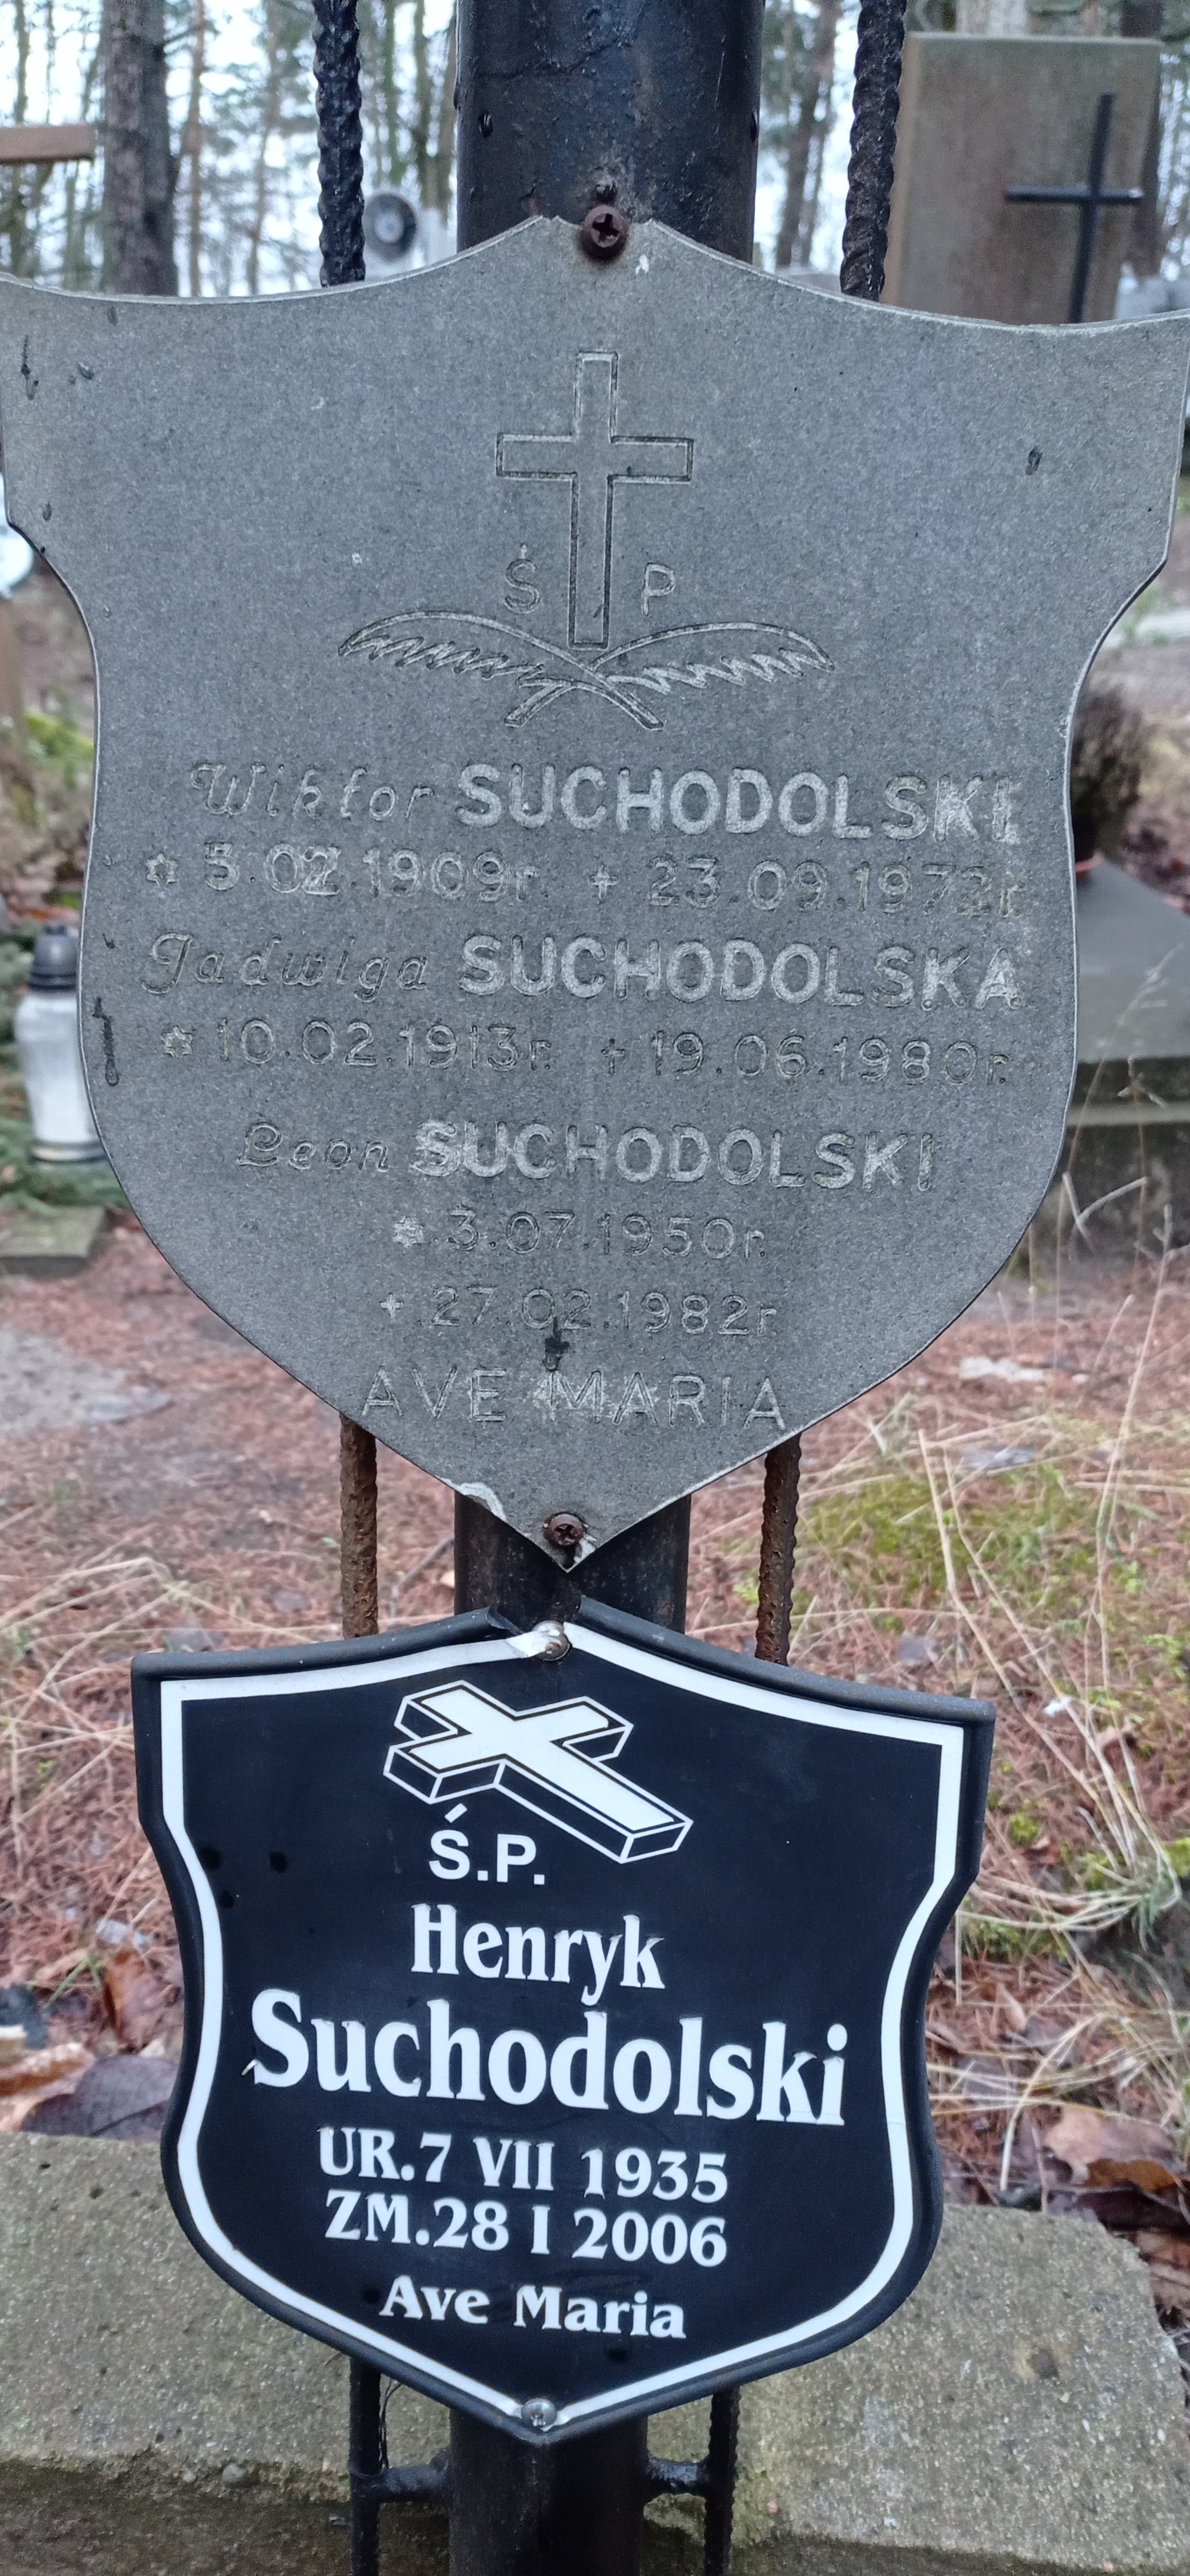 Ś P
Wiktor SUCHODOLSKI
5.02.1909r. + 23.09.1972r.
Jadwiga SUCHODOLSKA
10.02.1913r. + 19.06.1980r.
Leon SUCHODOLSKI
3.07.1950r.
+ 27.02.1982r.
AVE MARIA
Ś.P.
Henryk
Suchodolski
UR.7 VII 1935
ZM.28 I 2006
Ave Maria